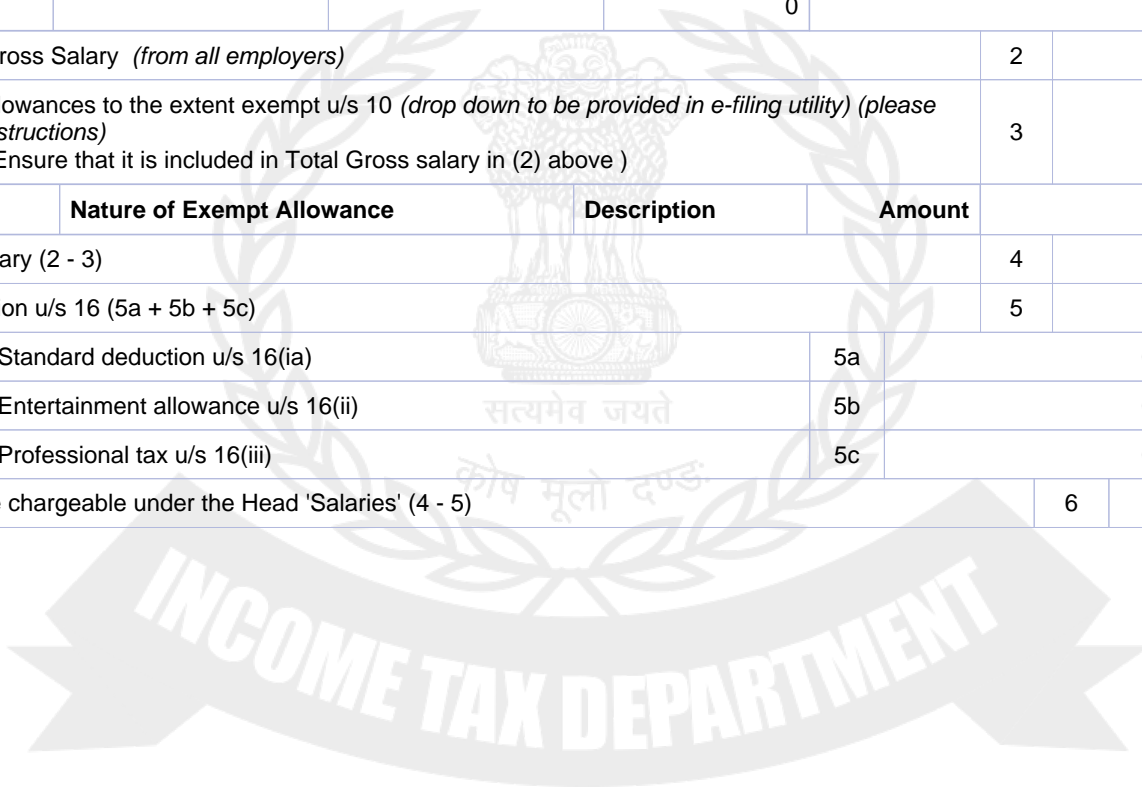 0
ross Salary (from all employers) 2
lowances to the extent exempt u/s 10 (drop down to be provided in e-filing utility) (please
structions) 3
Ensure that it is included in Total Gross salary in (2) above )
Nature of Exempt Allowance Description Amount
ary (2 - 3) 4
on u/s 16 (5a + 5b + 5c) 5
Standard deduction u/s 16(ia) 5a
Entertainment allowance u/s 16(ii) 5b
सत्यमेव जयते
Professional tax u/s 16(iii) 5c
कोष मूलो दण्डः
e chargeable under the Head 'Salaries' (4 - 5) 6
INCOME TAX DEPARTMENT